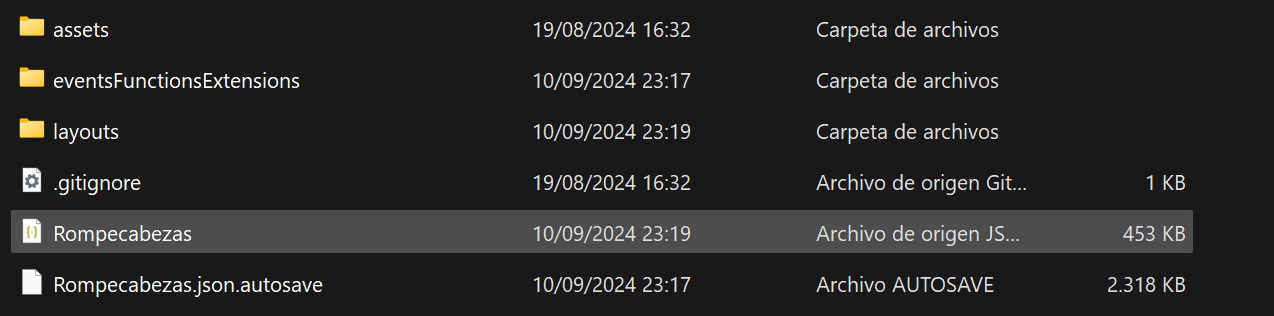 assets 19/08/2024 16:32 Carpeta de archivos
eventsFunctionsExtensions 10/09/2024 23:17 Carpeta de archivos
layouts 10/09/2024 23:19 Carpeta de archivos
.gitignore 19/08/2024 16:32 Archivo de origen Git... 1 KB
Rompecabezas 10/09/2024 23:19 Archivo de origen JS... 453 KB
Rompecabezas.json.autosave 10/09/2024 23:17 Archivo AUTOSAVE 2.318 KB